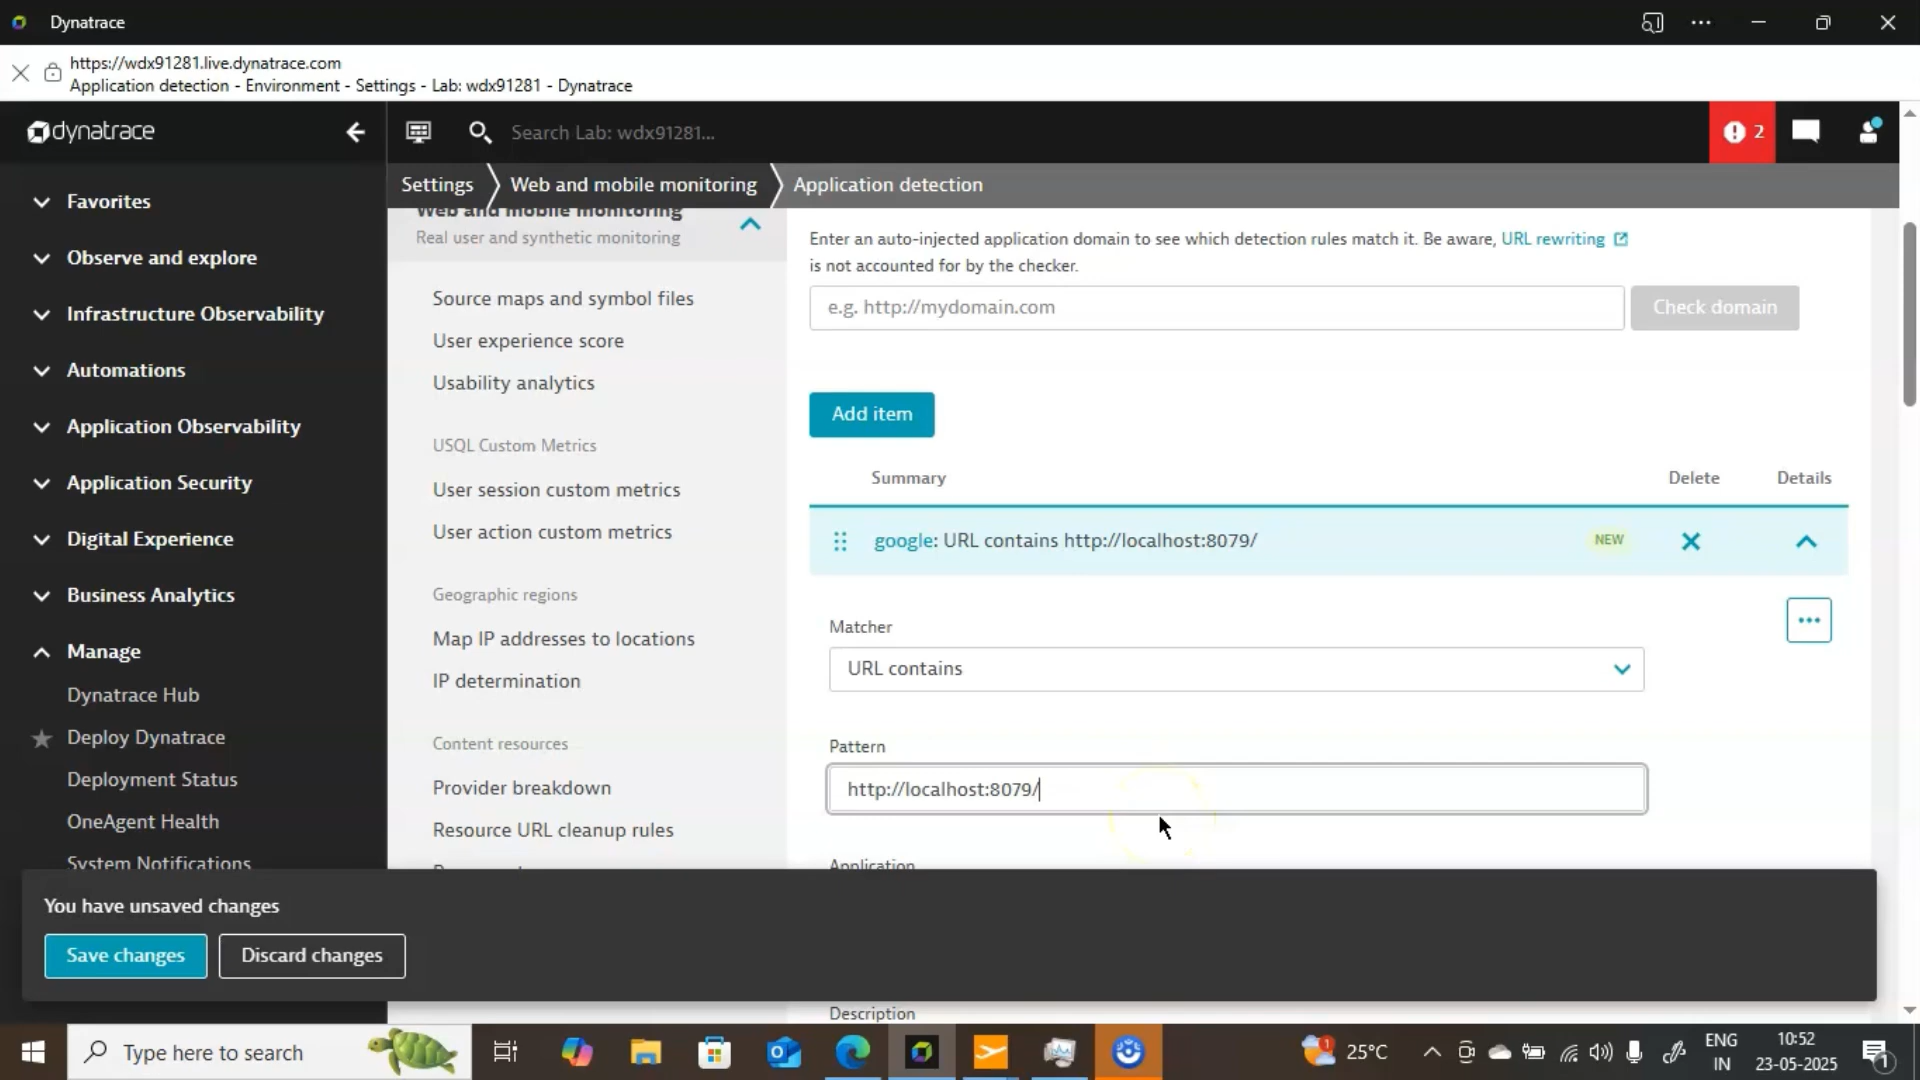 Dynatrace
https://wdx91281.live.dynatrace.com
Application detection - Environment - Settings - Lab: wdx91281 - Dynatrace
dynatrace
Search Lab: wdx91281...
2
Settings
Web and mobile monitoring
Application detection
Favorites
Observe and explore
Infrastructure Observability
Automations
Application Observability
Application Security
Digital Experience
Business Analytics
Manage
Dynatrace Hub
Deploy Dynatrace
Deployment Status
OneAgent Health
System Notifications
Web and mobile monitoring
Real user and synthetic monitoring
Source maps and symbol files
User experience score
Usability analytics
USQL Custom Metrics
User session custom metrics
User action custom metrics
Geographic regions
Map IP addresses to locations
IP determination
Content resources
Provider breakdown
Resource URL cleanup rules
Enter an auto-injected application domain to see which detection rules match it. Be aware, URL rewriting
is not accounted for by the checker.
e.g. http://mydomain.com
Check domain
Add item
Summary
Delete
Details
google: URL contains http://localhost:8079/
NEW
Matcher
URL contains
Pattern
http://localhost:8079/
Application
You have unsaved changes
Save changes
Discard changes
Description
Type here to search
1
25°C
ENG
IN
10:52
23-05-2025
1